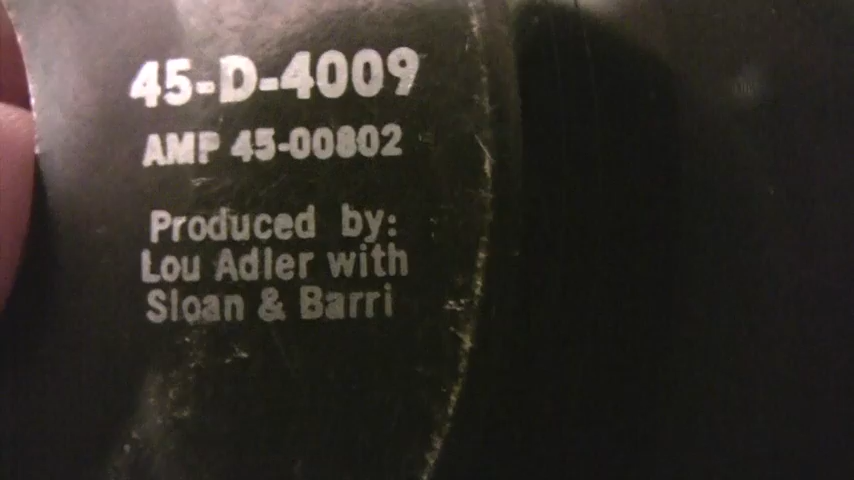 45-D-4009
AMP 45-00802
Produced by:
Lou Adler with
Sloan & Barri